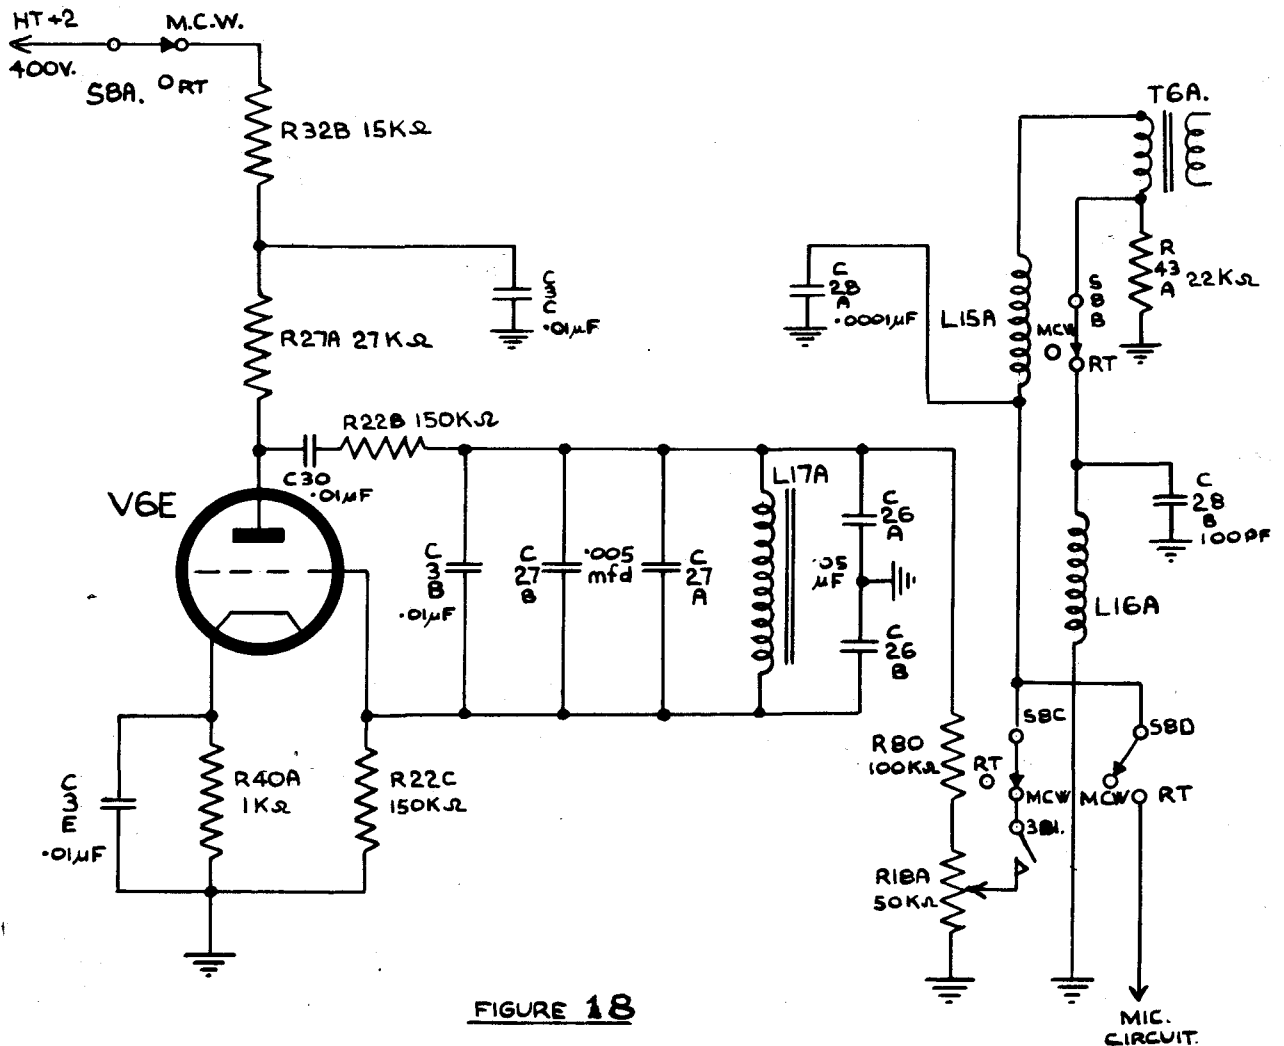 HT+2
M.C.W.
400V.
S8A.
RT
R32B 15KΩ
T6A.
C
3
C
.01µF
R27A 27KΩ
C
28
A
.0001µF
L15A
S
8
B
MCW
RT
R
43
A
22KΩ
R22B 150KΩ
C30
.01µF
L17A
V6E
C
3
B
.01µF
C
27
B
.005
mfd
C
27
A
C
26
A
.05
µF
C
26
B
C
28
B
100PF
L16A
S8C
S8D
R80
100KΩ
RT
MCW
MCW
RT
3B1.
C
3
E
.01µF
R40A
1KΩ
R22C
150KΩ
R18A
50KΩ
FIGURE 18
MIC.
CIRCUIT.